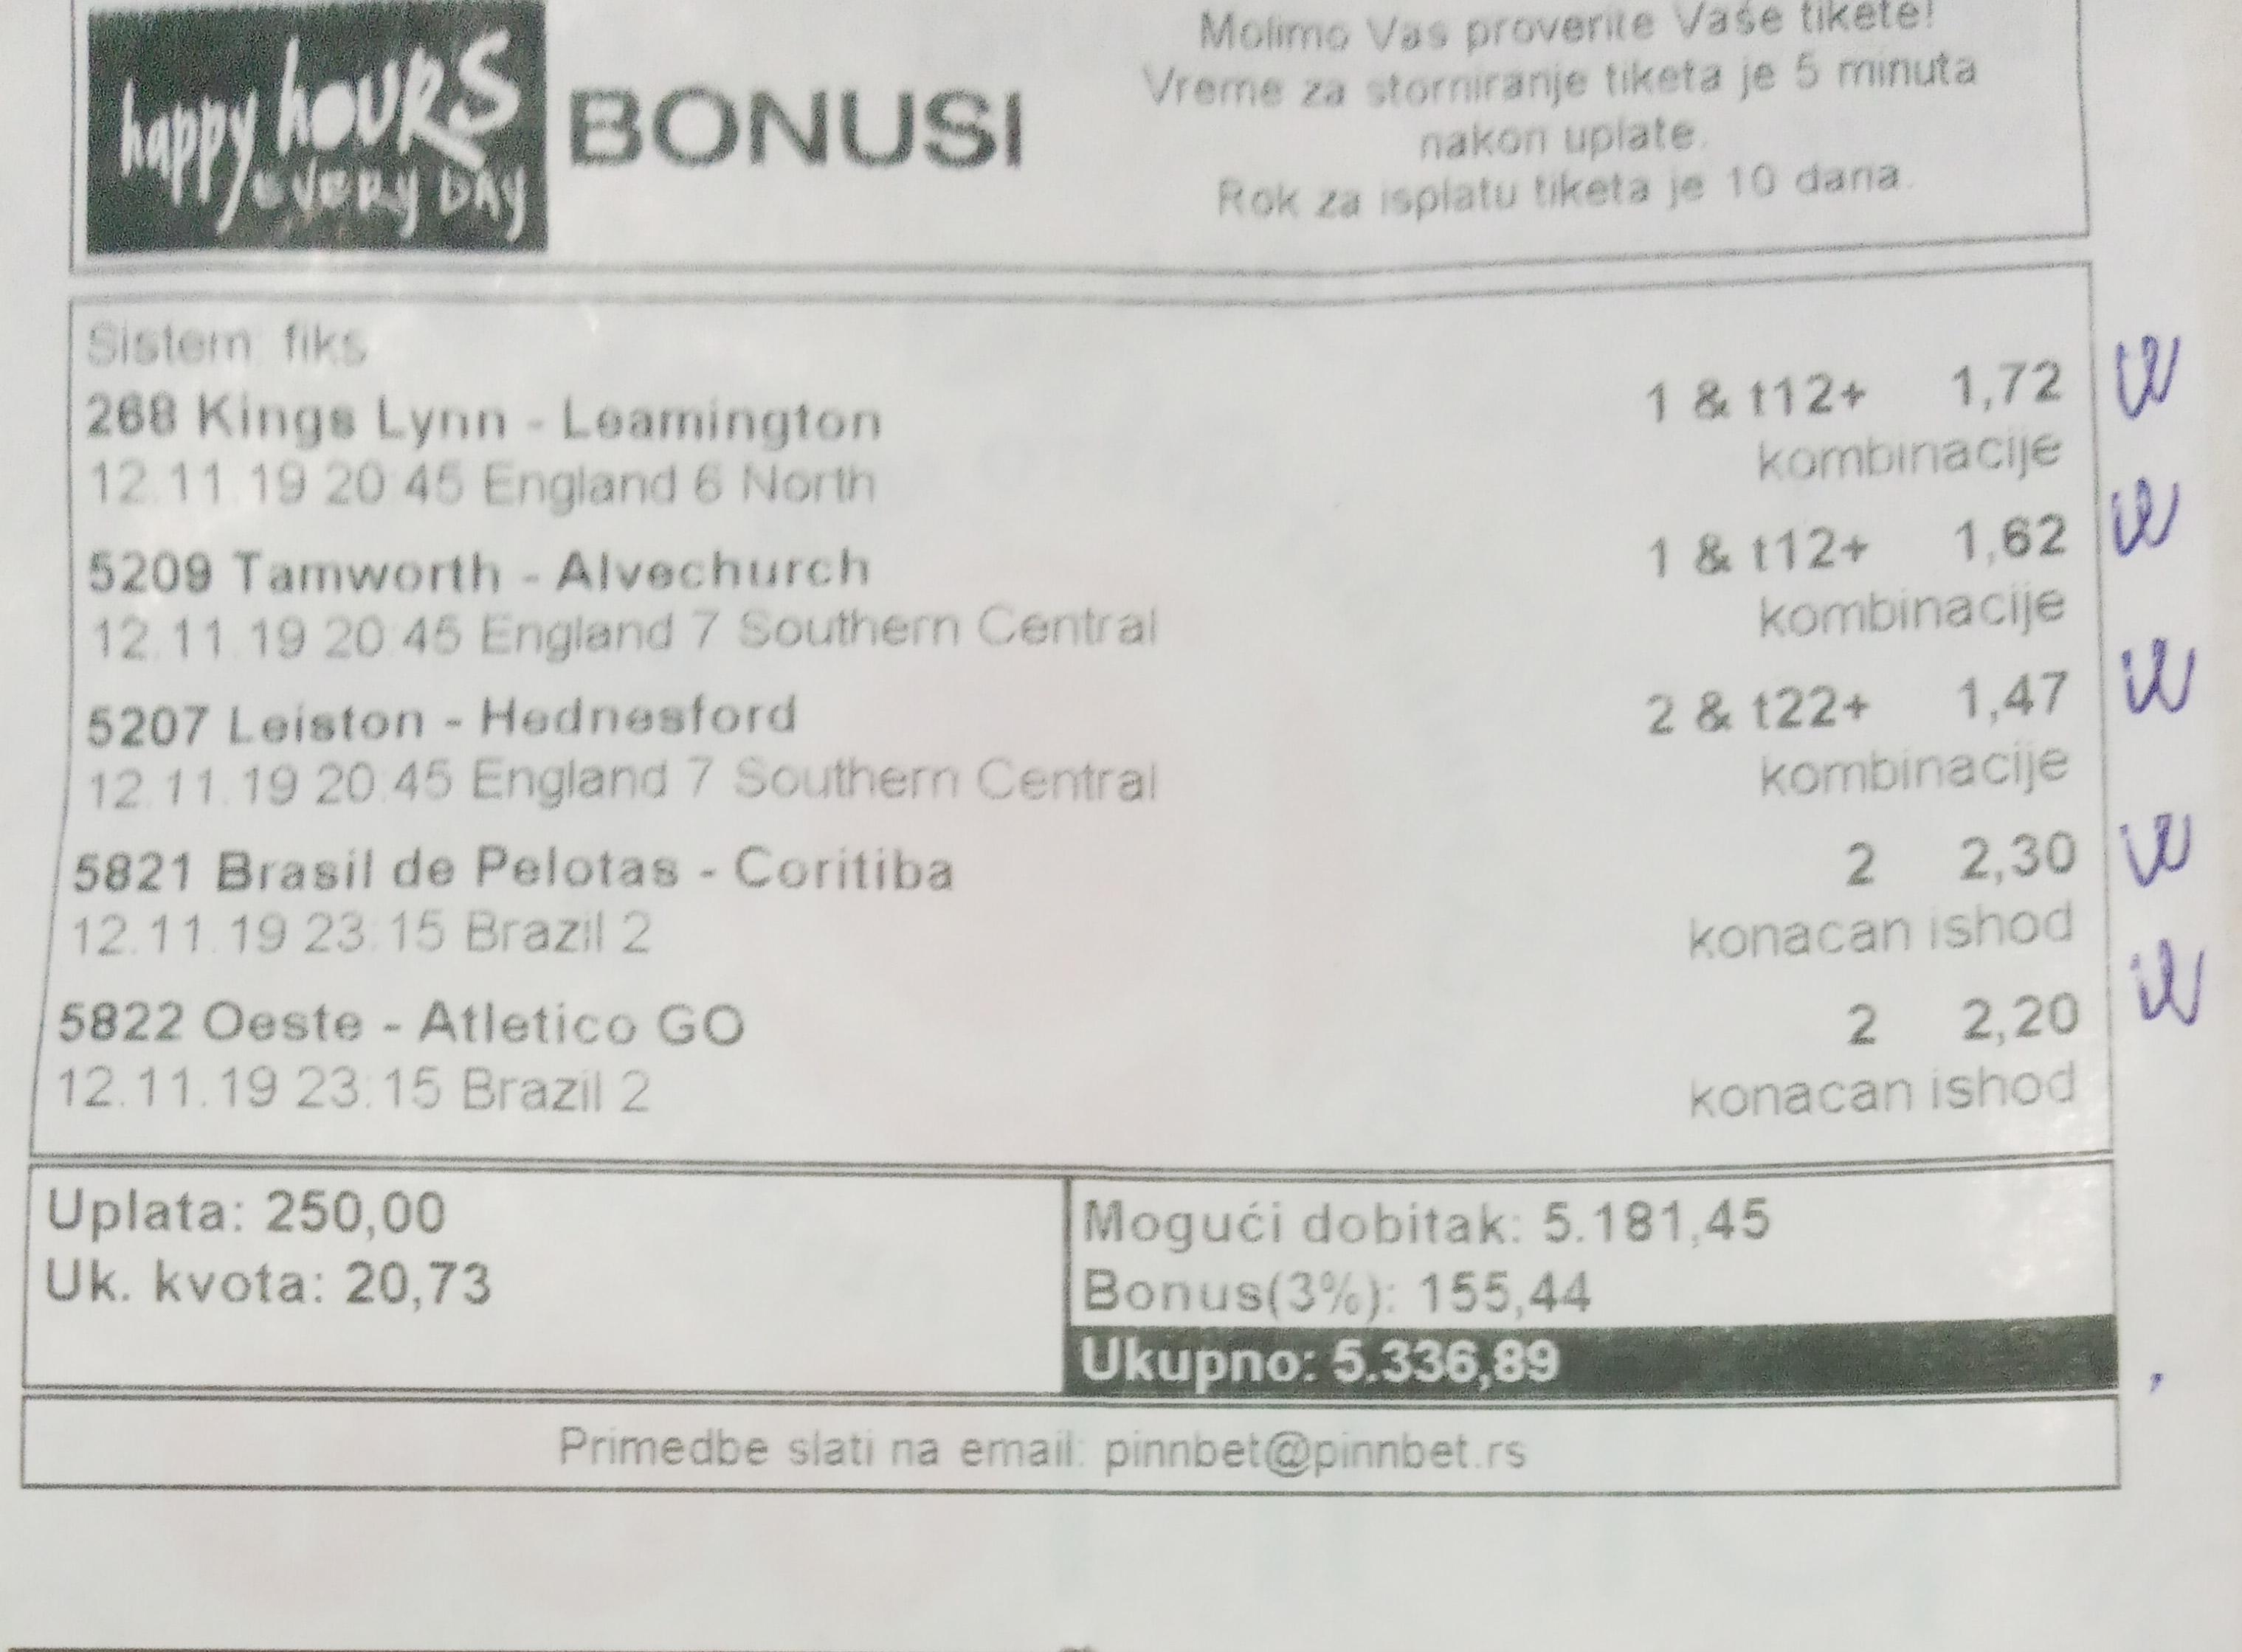 happy hours
every day
BONUSI
Molimo Vas proverite Vaše tikete!
Vreme za storniranje tiketa je 5 minuta
nakon uplate.
Rok za isplatu tiketa je 10 dana.
Sistem: fiks
268 Kings Lynn - Leamington 1 & t12+ 1,72 W
12.11.19 20:45 England 6 North kombinacije
5209 Tamworth - Alvechurch 1 & t12+ 1,62 W
12.11.19 20:45 England 7 Southern Central kombinacije
5207 Leiston - Hednesford 2 & t22+ 1,47 W
12.11.19 20:45 England 7 Southern Central kombinacije
5821 Brasil de Pelotas - Coritiba 2 2,30 W
12.11.19 23:15 Brazil 2 konacan ishod
5822 Oeste - Atletico GO 2 2,20 W
12.11.19 23:15 Brazil 2 konacan ishod
Uplata: 250,00
Uk. kvota: 20,73
Mogući dobitak: 5.181,45
Bonus(3%): 155,44
Ukupno: 5.336,89
Primedbe slati na email: pinnbet@pinnbet.rs